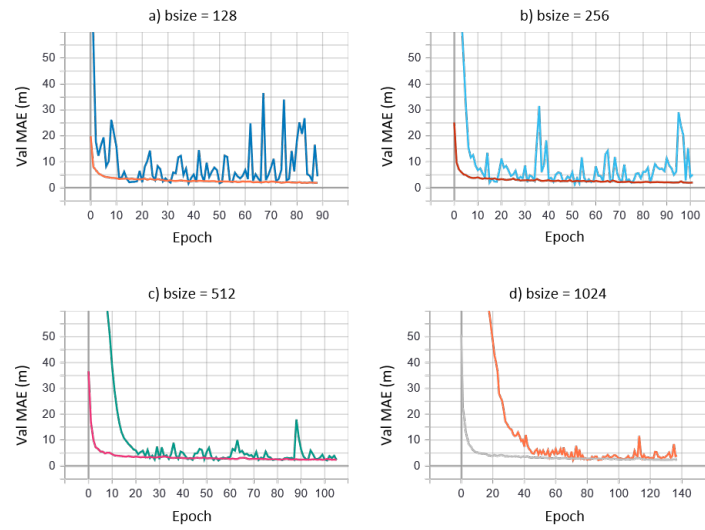 a) bsize = 128
Val MAE (m)
50
40
30
20
10
0
0 10 20 30 40 50 60 70 80 90
Epoch
b) bsize = 256
Val MAE (m)
50
40
30
20
10
0
0 10 20 30 40 50 60 70 80 90 100
Epoch
c) bsize = 512
Val MAE (m)
50
40
30
20
10
0
0 10 20 30 40 50 60 70 80 90 100
Epoch
d) bsize = 1024
Val MAE (m)
50
40
30
20
10
0
0 20 40 60 80 100 120 140
Epoch